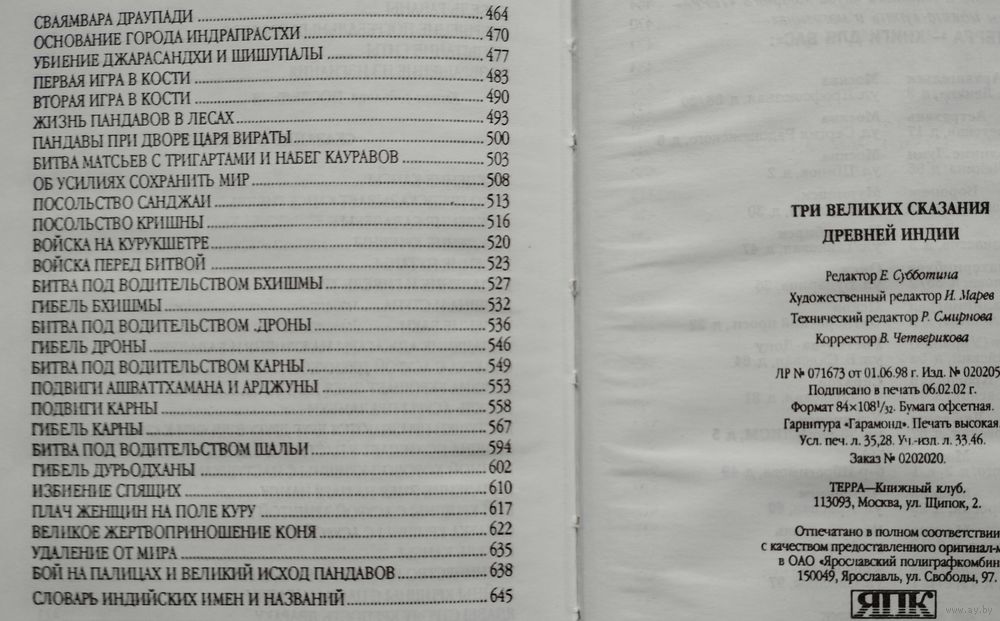 СВАЯМВАРА ДРАУПАДИ 464
ОСНОВАНИЕ ГОРОДА ИНДРАПРАСТХИ 470
УБИЕНИЕ ДЖАРАСАНДХИ И ШИШУПАЛЫ 477
ПЕРВАЯ ИГРА В КОСТИ 483
ВТОРАЯ ИГРА В КОСТИ 490
ЖИЗНЬ ПАНДАВОВ В ЛЕСАХ 493
ПАНДАВЫ ПРИ ДВОРЕ ЦАРЯ ВИРАТЫ 500
БИТВА МАТСЬЕВ С ТРИГАРТАМИ И НАБЕГ КАУРАВОВ 503
ОБ УСИЛИЯХ СОХРАНИТЬ МИР 508
ПОСОЛЬСТВО САНДЖАИ 513
ПОСОЛЬСТВО КРИШНЫ 516
ВОЙСКА НА КУРУКШЕТРЕ 520
ВОЙСКА ПЕРЕД БИТВОЙ 523
БИТВА ПОД ВОДИТЕЛЬСТВОМ БХИШМЫ 527
ГИБЕЛЬ БХИШМЫ 532
БИТВА ПОД ВОДИТЕЛЬСТВОМ .ДРОНЫ 536
ГИБЕЛЬ ДРОНЫ 546
БИТВА ПОД ВОДИТЕЛЬСТВОМ КАРНЫ 549
ПОДВИГИ АШВАТТХАМАНА И АРДЖУНЫ 553
ПОДВИГИ КАРНЫ 558
ГИБЕЛЬ КАРНЫ 567
БИТВА ПОД ВОДИТЕЛЬСТВОМ ШАЛЬИ 594
ГИБЕЛЬ ДУРЬОДХАНЫ 602
ИЗБИЕНИЕ СПЯЩИХ 610
ПЛАЧ ЖЕНЩИН НА ПОЛЕ КУРУ 617
ВЕЛИКОЕ ЖЕРТВОПРИНОШЕНИЕ КОНЯ 622
УДАЛЕНИЕ ОТ МИРА 635
БОЙ НА ПАЛИЦАХ И ВЕЛИКИЙ ИСХОД ПАНДАВОВ 638
СЛОВАРЬ ИНДИЙСКИХ ИМЕН И НАЗВАНИЙ 645
ТРИ ВЕЛИКИХ СКАЗАНИЯ
ДРЕВНЕЙ ИНДИИ
Редактор Е. Субботина
Художественный редактор И. Марев
Технический редактор Р. Смирнова
Корректор В. Четверикова
ЛР № 071673 от 01.06.98 г. Изд. № 020205
Подписано в печать 06.02.02 г.
Формат 84×108¹/₃₂. Бумага офсетная.
Гарнитура «Гарамонд». Печать высокая.
Усл. печ. л. 35,28. Уч.-изд. л. 33.46.
Заказ № 0202020.
ТЕРРА—Книжный клуб.
113093, Москва, ул. Щипок, 2.
Отпечатано в полном соответствии
с качеством предоставленного оригинал-м
в ОАО «Ярославский полиграфкомбин
150049, Ярославль, ул. Свободы, 97.
ЯПК
www.ay.by